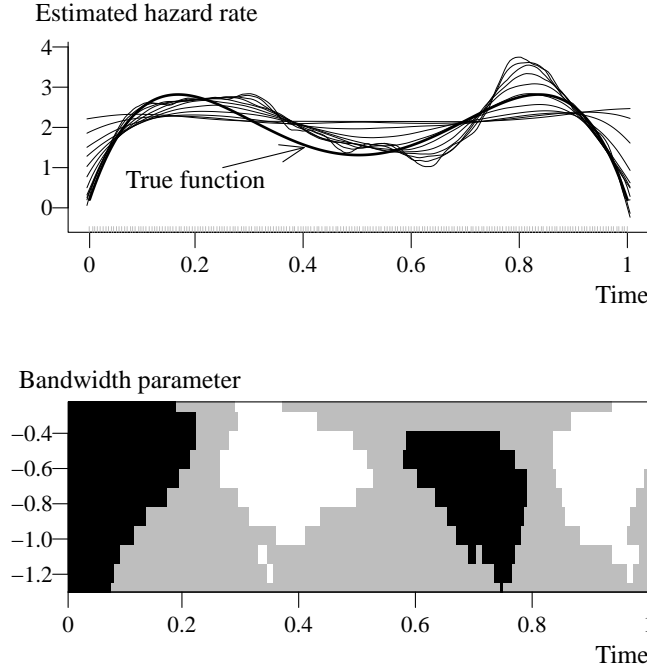 Estimated hazard rate
4
3
2
1
0
True function
0 0.2 0.4 0.6 0.8 1
Time
Bandwidth parameter
−0.4
−0.6
−0.8
−1.0
−1.2
0 0.2 0.4 0.6 0.8
Time